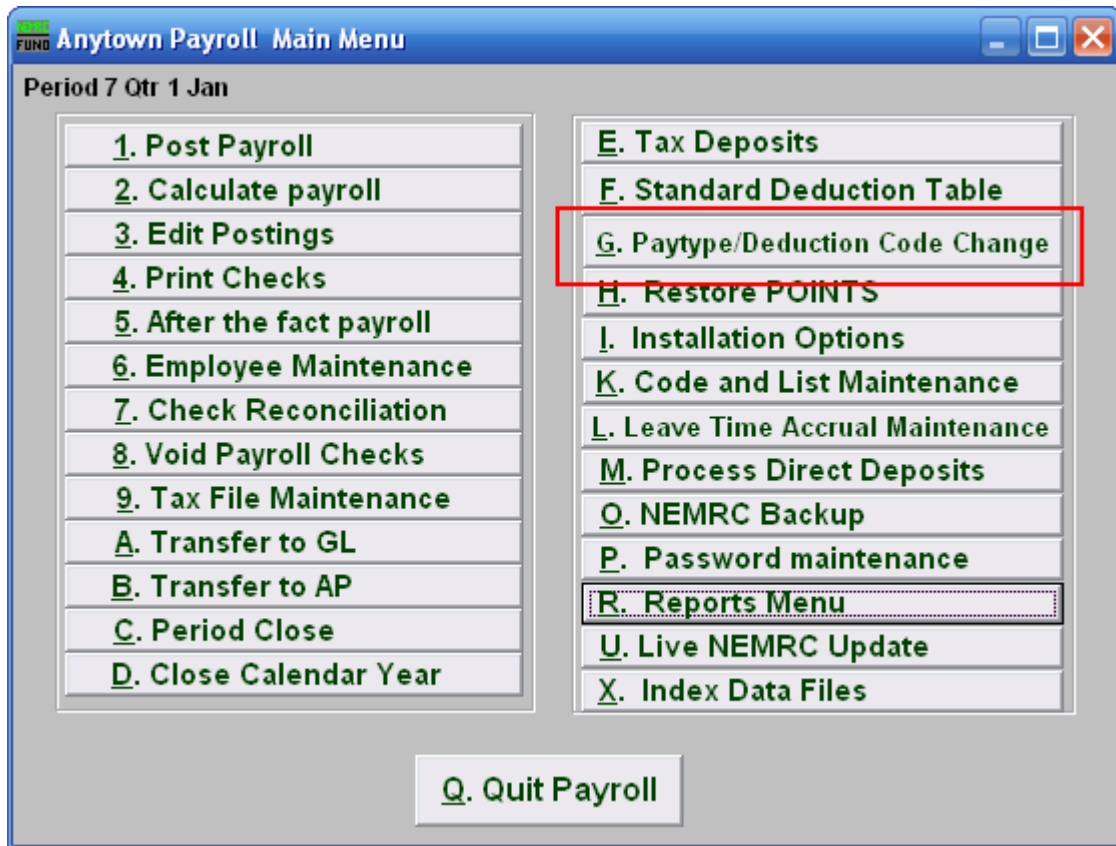 NEMRC
FUND Anytown Payroll Main Menu
Period 7 Qtr 1 Jan
1. Post Payroll
2. Calculate payroll
3. Edit Postings
4. Print Checks
5. After the fact payroll
6. Employee Maintenance
7. Check Reconciliation
8. Void Payroll Checks
9. Tax File Maintenance
A. Transfer to GL
B. Transfer to AP
C. Period Close
D. Close Calendar Year
E. Tax Deposits
F. Standard Deduction Table
G. Paytype/Deduction Code Change
H. Restore POINTS
I. Installation Options
K. Code and List Maintenance
L. Leave Time Accrual Maintenance
M. Process Direct Deposits
O. NEMRC Backup
P. Password maintenance
R. Reports Menu
U. Live NEMRC Update
X. Index Data Files
Q. Quit Payroll